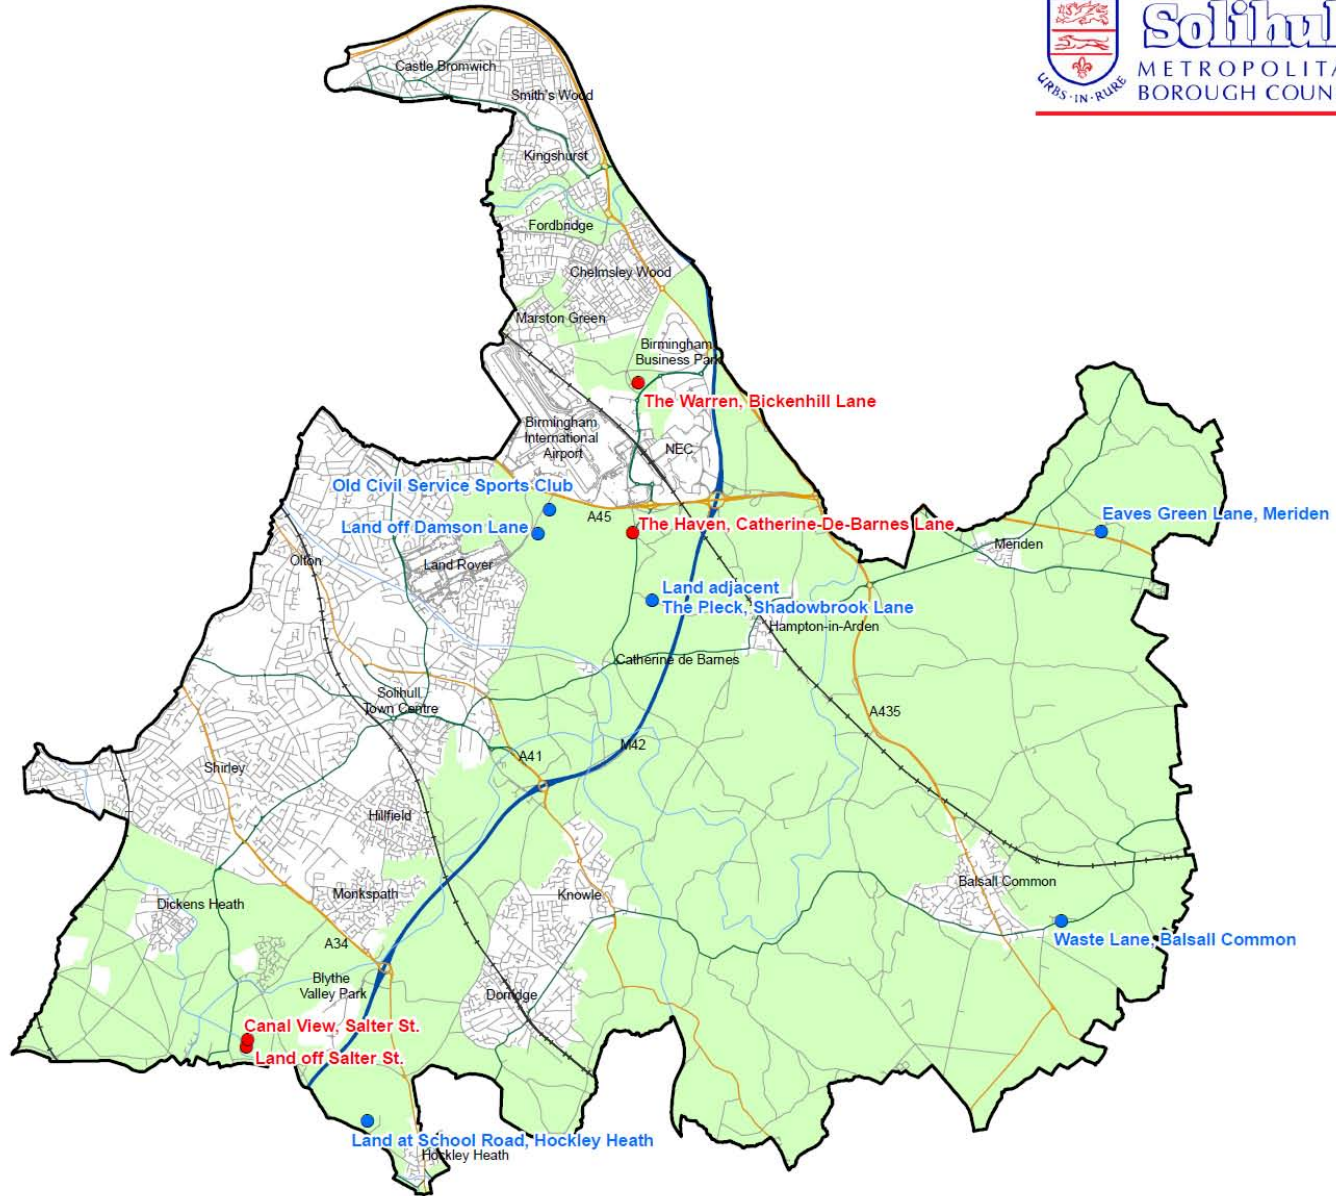 Solihull
METROPOLITA
BOROUGH COUN
URBS-IN-RURE
Castle Bromwich
Smith's Wood
Kingshurst
Fordbridge
Chelmsley Wood
Marston Green
Birmingham
Business Park
The Warren, Bickenhill Lane
Birmingham
International
Airport
NEC
Old Civil Service Sports Club
A45
Land off Damson Lane
The Haven, Catherine-De-Barnes Lane
Eaves Green Lane, Meriden
Meriden
Olton
Land Rover
Land adjacent
The Pleck, Shadowbrook Lane
Hampton-in-Arden
Catherine de Barnes
Solihull
Town Centre
A435
M42
A41
Shirley
Hillfield
Balsall Common
Monkspath
Knowle
Dickens Heath
A34
Waste Lane, Balsall Common
Blythe
Valley Park
Dorridge
Canal View, Salter St.
Land off Salter St.
Land at School Road, Hockley Heath
Hockley Heath